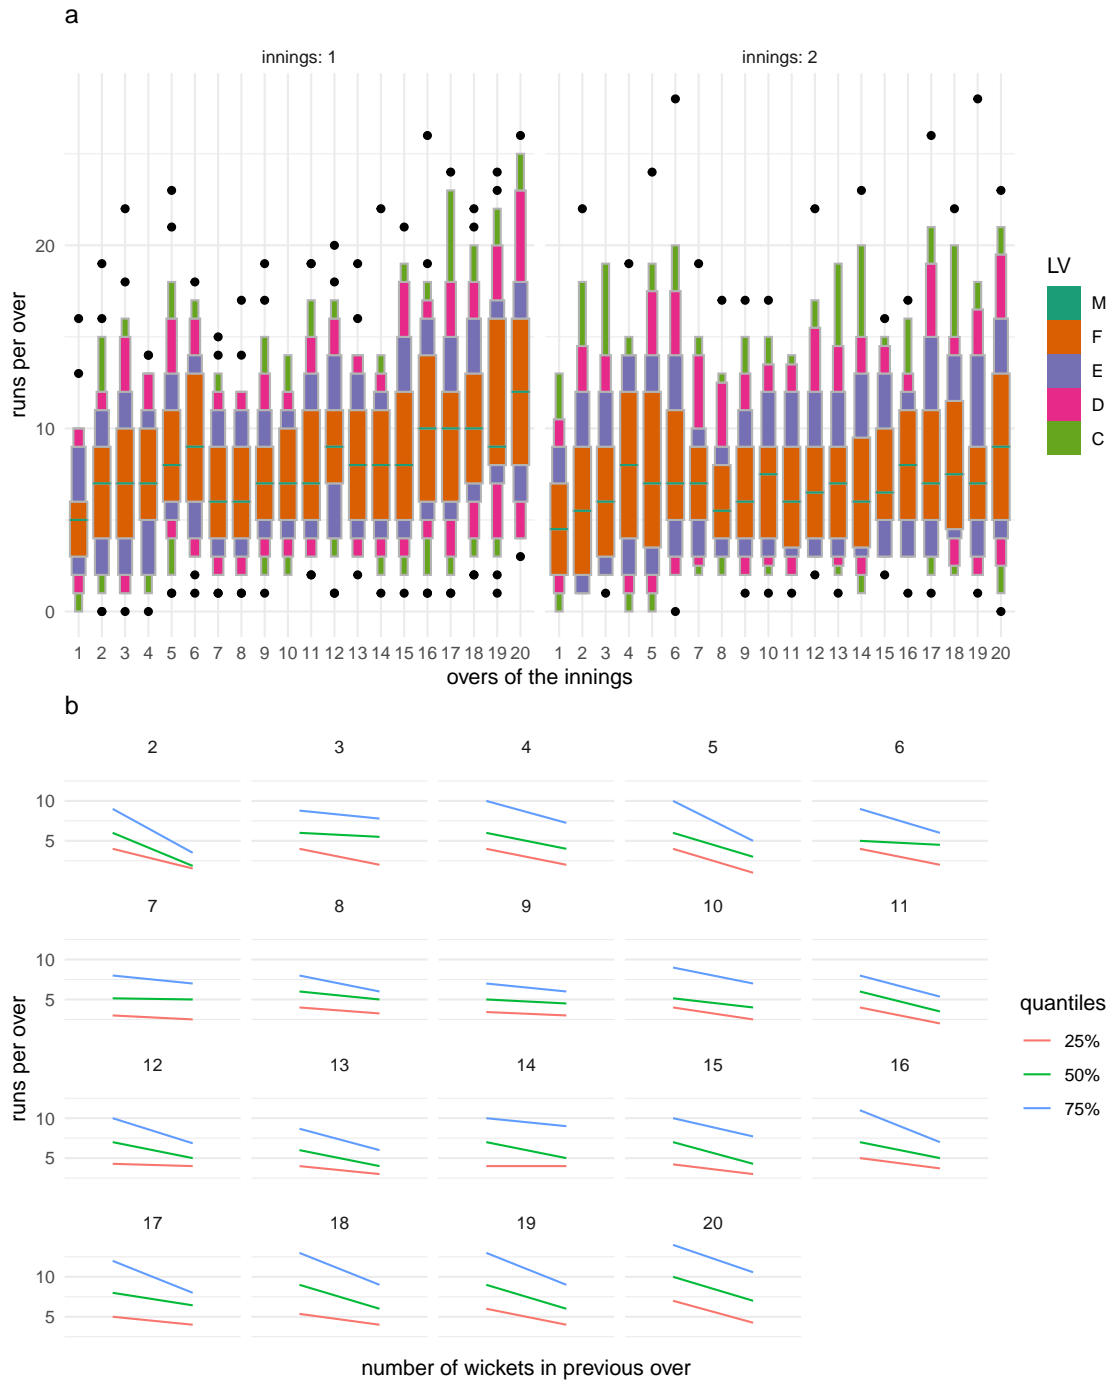 a
innings: 1 innings: 2
runs per over
20
10
0
1 2 3 4 5 6 7 8 9 10 11 12 13 14 15 16 17 18 19 20 1 2 3 4 5 6 7 8 9 10 11 12 13 14 15 16 17 18 19 20
overs of the innings
LV
M
F
E
D
C
b
2 3 4 5 6
10
5
7 8 9 10 11
10
5
12 13 14 15 16
10
5
17 18 19 20
10
5
runs per over
number of wickets in previous over
quantiles
25%
50%
75%